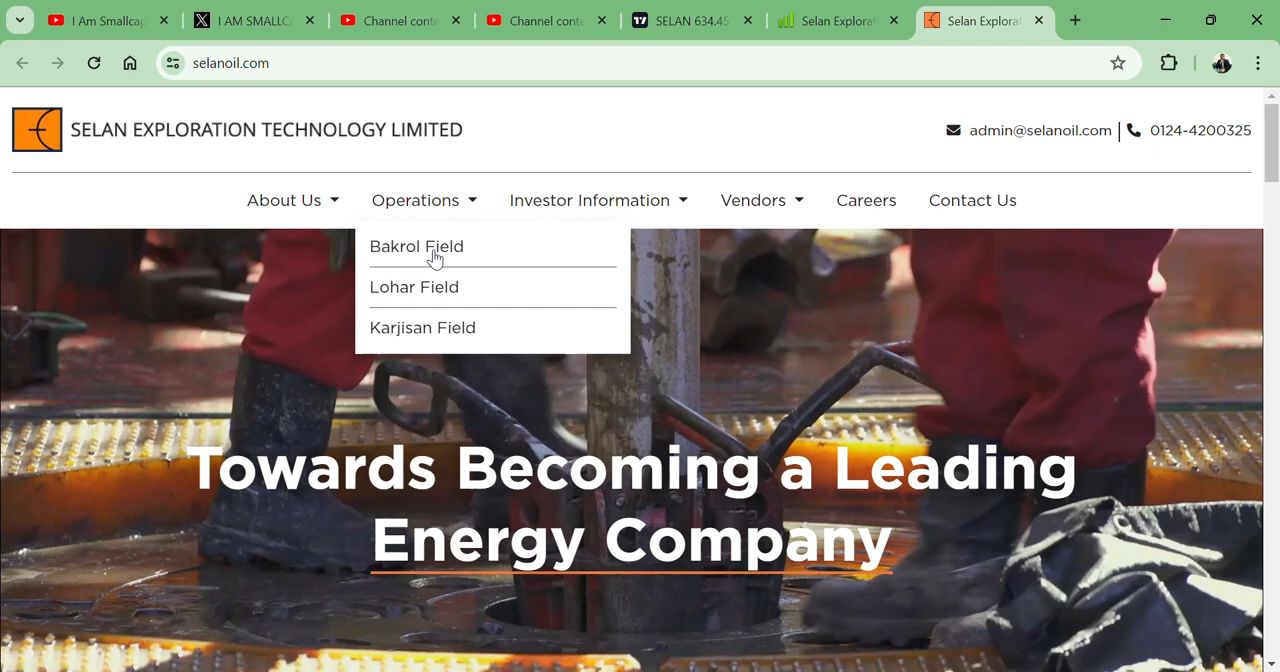 I Am Smallcap
I AM SMALLC
Channel conte
Channel conte
SELAN 634.45
Selan Explorat
Selan Explorat
selanoil.com
SELAN EXPLORATION TECHNOLOGY LIMITED
admin@selanoil.com | 0124-4200325
About Us Operations Investor Information Vendors Careers Contact Us
Bakrol Field
Lohar Field
Karjisan Field
Towards Becoming a Leading
Energy Company